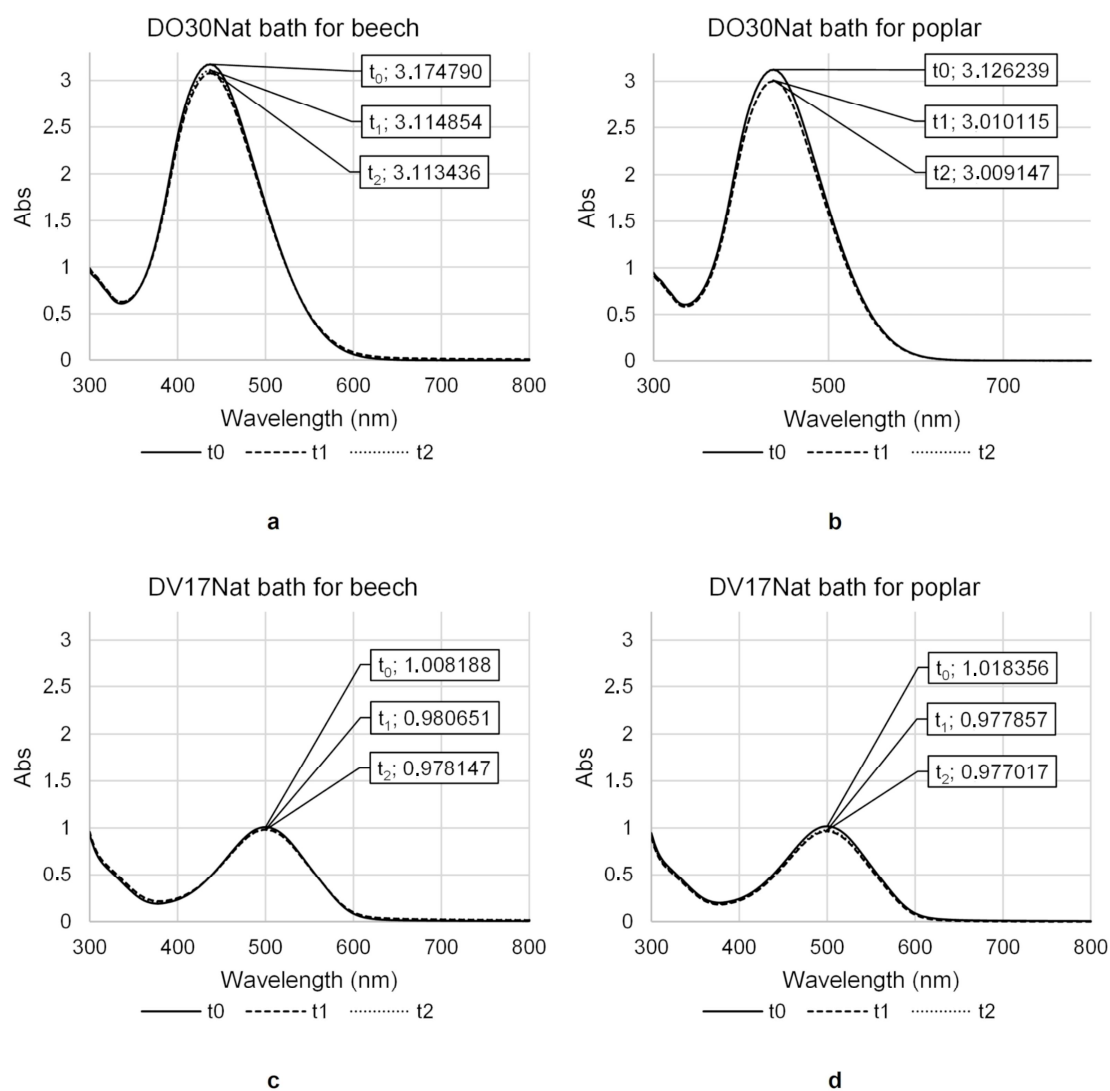 DO30Nat bath for beech
3
2.5
2
1.5
1
0.5
0
Abs
t₀; 3.174790
t₁; 3.114854
t₂; 3.113436
300 400 500 600 700 800
Wavelength (nm)
t0 t1 t2
a
DO30Nat bath for poplar
3
2.5
2
1.5
1
0.5
0
Abs
t0; 3.126239
t1; 3.010115
t2; 3.009147
300 500 700
Wavelength (nm)
t0 t1 t2
b
DV17Nat bath for beech
3
2.5
2
1.5
1
0.5
0
Abs
t₀; 1.008188
t₁; 0.980651
t₂; 0.978147
300 400 500 600 700 800
Wavelength (nm)
t0 t1 t2
c
DV17Nat bath for poplar
3
2.5
2
1.5
1
0.5
0
Abs
t₀; 1.018356
t₁; 0.977857
t₂; 0.977017
300 400 500 600 700 800
Wavelength (nm)
t0 t1 t2
d